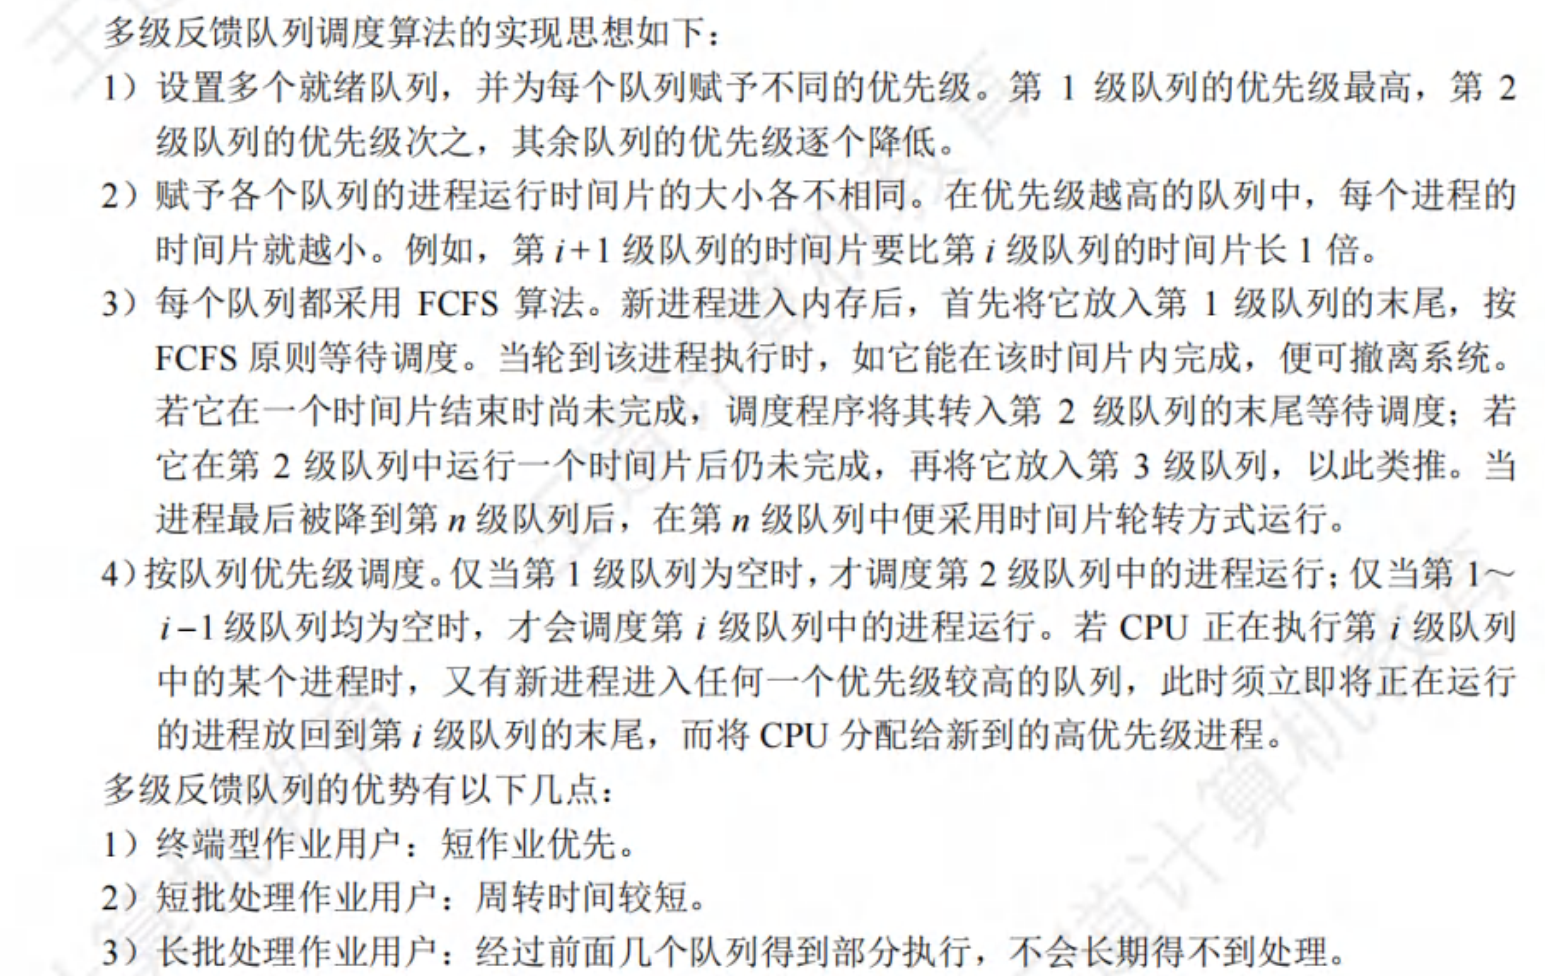 多级反馈队列调度算法的实现思想如下：
1）设置多个就绪队列，并为每个队列赋予不同的优先级。第 1 级队列的优先级最高，第 2
级队列的优先级次之，其余队列的优先级逐个降低。
2）赋予各个队列的进程运行时间片的大小各不相同。在优先级越高的队列中，每个进程的
时间片就越小。例如，第 i+1 级队列的时间片要比第 i 级队列的时间片长 1 倍。
3）每个队列都采用 FCFS 算法。新进程进入内存后，首先将它放入第 1 级队列的末尾，按
FCFS 原则等待调度。当轮到该进程执行时，如它能在该时间片内完成，便可撤离系统。
若它在一个时间片结束时尚未完成，调度程序将其转入第 2 级队列的末尾等待调度；若
它在第 2 级队列中运行一个时间片后仍未完成，再将它放入第 3 级队列，以此类推。当
进程最后被降到第 n 级队列后，在第 n 级队列中便采用时间片轮转方式运行。
4）按队列优先级调度。仅当第 1 级队列为空时，才调度第 2 级队列中的进程运行；仅当第 1～
i−1 级队列均为空时，才会调度第 i 级队列中的进程运行。若 CPU 正在执行第 i 级队列
中的某个进程时，又有新进程进入任何一个优先级较高的队列，此时须立即将正在运行
的进程放回到第 i 级队列的末尾，而将 CPU 分配给新到的高优先级进程。
多级反馈队列的优势有以下几点：
1）终端型作业用户：短作业优先。
2）短批处理作业用户：周转时间较短。
3）长批处理作业用户：经过前面几个队列得到部分执行，不会长期得不到处理。
王道计算机教育
道计算机教育
算机教育